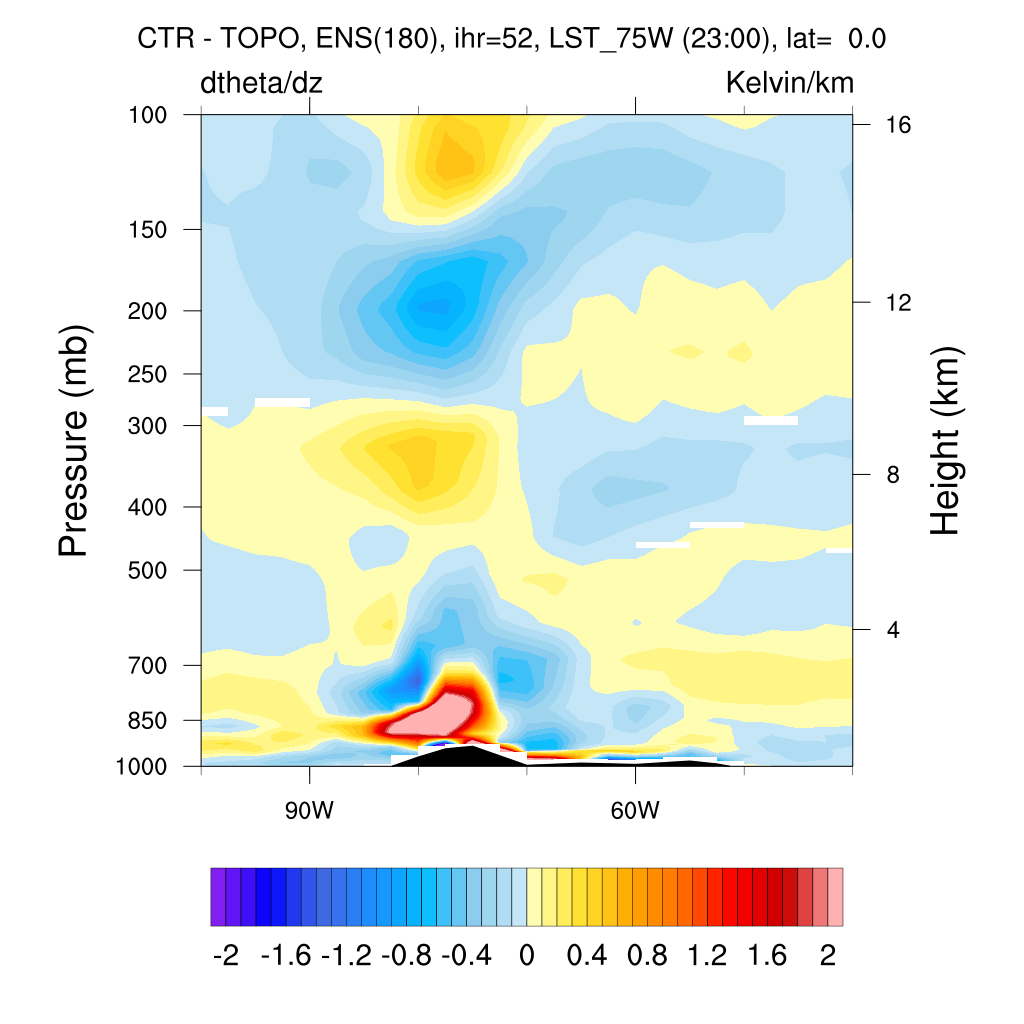 CTR - TOPO, ENS(180), ihr=52, LST_75W (23:00), lat=  0.0
dtheta/dz Kelvin/km
100
150
200
250
300
400
500
700
850
1000
Pressure (mb)
16
12
8
4
Height (km)
90W 60W
-2 -1.6 -1.2 -0.8 -0.4 0 0.4 0.8 1.2 1.6 2